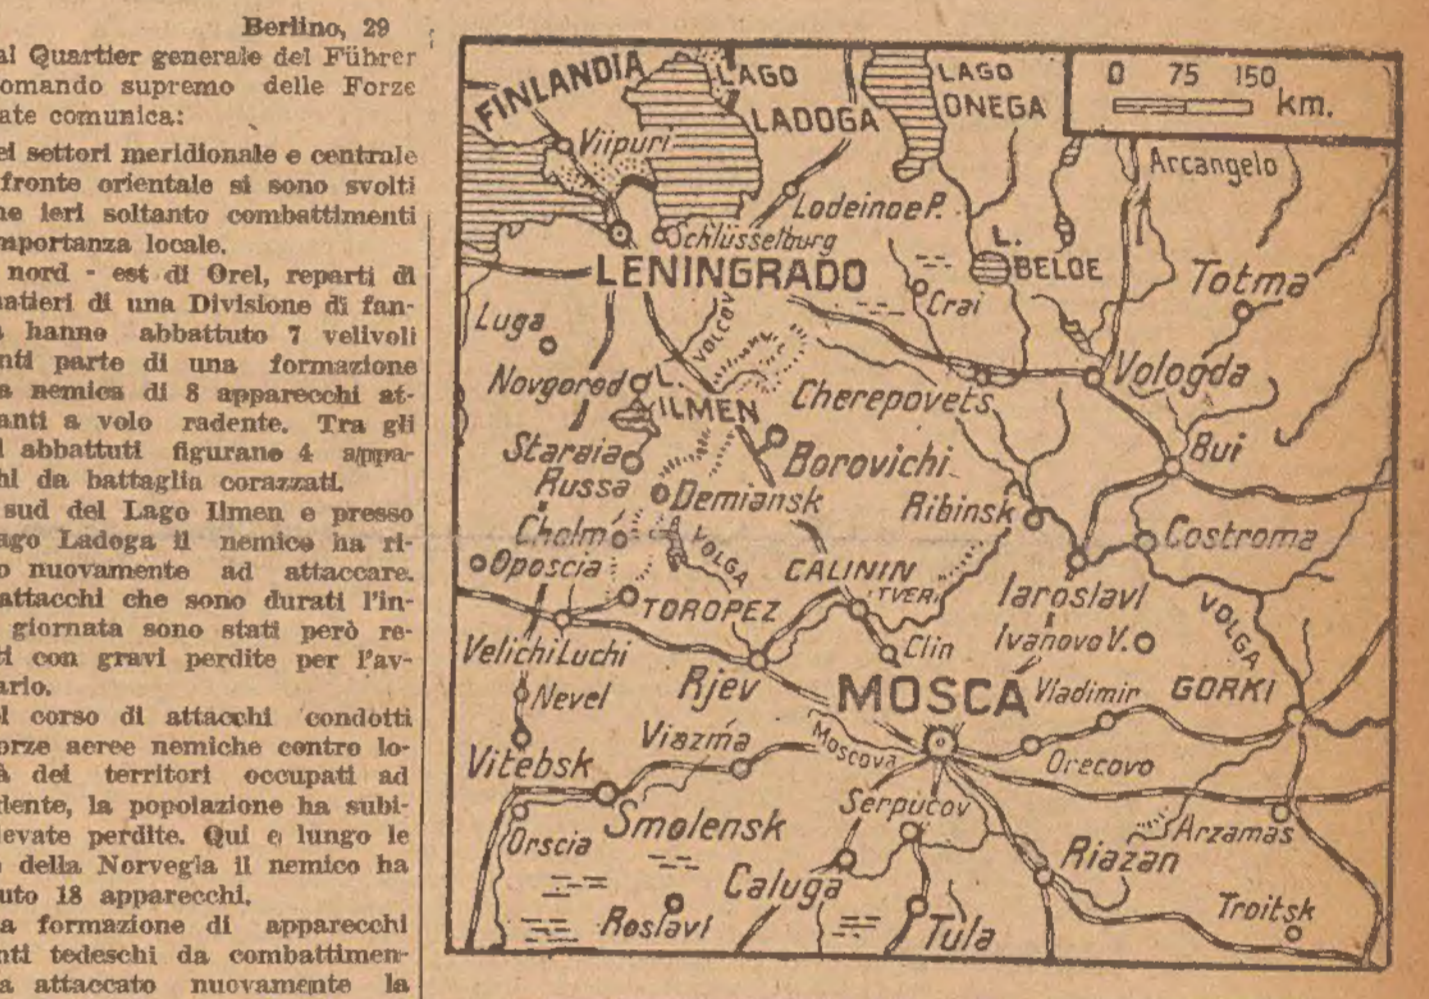 Berlino, 29
al Quartier generale del Führer
omando supremo delle Forze
ate comunica:
ei settori meridionale e centrale
fronte orientale si sono svolti
ne ieri soltanto combattimenti
mportanza locale.
nord - est di Orel, reparti di
natieri di una Divisione di fan-
a hanno abbattuto 7 velivoli
nti parte di una formazione
a nemica di 8 apparecchi at-
anti a volo radente. Tra gli
i abbattuti figurano 4 appa-
hi da battaglia corazzati.
sud del Lago Ilmen e presso
ago Ladoga il nemico ha ri-
o nuovamente ad attaccare.
attacchi che sono durati l'in-
giornata sono stati però re-
ti con gravi perdite per l'av-
ario.
l corso di attacchi condotti
orze aeree nemiche contro lo-
à dei territori occupati ad
dente, la popolazione ha subi-
levate perdite. Qui e lungo le
della Norvegia il nemico ha
uto 18 apparecchi.
a formazione di apparecchi
nti tedeschi da combattimen-
a attaccato nuovamente la
FINLANDIA
LAGO
LADOGA
LAGO
ONEGA
0 75 150
km.
Viipuri
Arcangelo
Lodeinoe P.
Schlüsselburg
LENINGRADO
L.
BELOE
Totma
Crai
Luga
VOLCOV
Novgorod
L.
ILMEN
Cherepovets
Vologda
Staraia
Russa
Borovichi
Bui
Demiansk
Ribinsk
Cholm
VOLGA
Costroma
Oposcia
CALININ
TVERI
TOROPEZ
Iaroslavl
VOLGA
Velichi Luchi
Clin
Ivanovo V.
Rjev
Nevel
MOSCA
Vladimir
GORKI
Viazma
Moscova
Vitebsk
Orecovo
Serpucov
Smolensk
Orscia
Arzamas
Riazan
Caluga
Roslavl
Tula
Troitsk